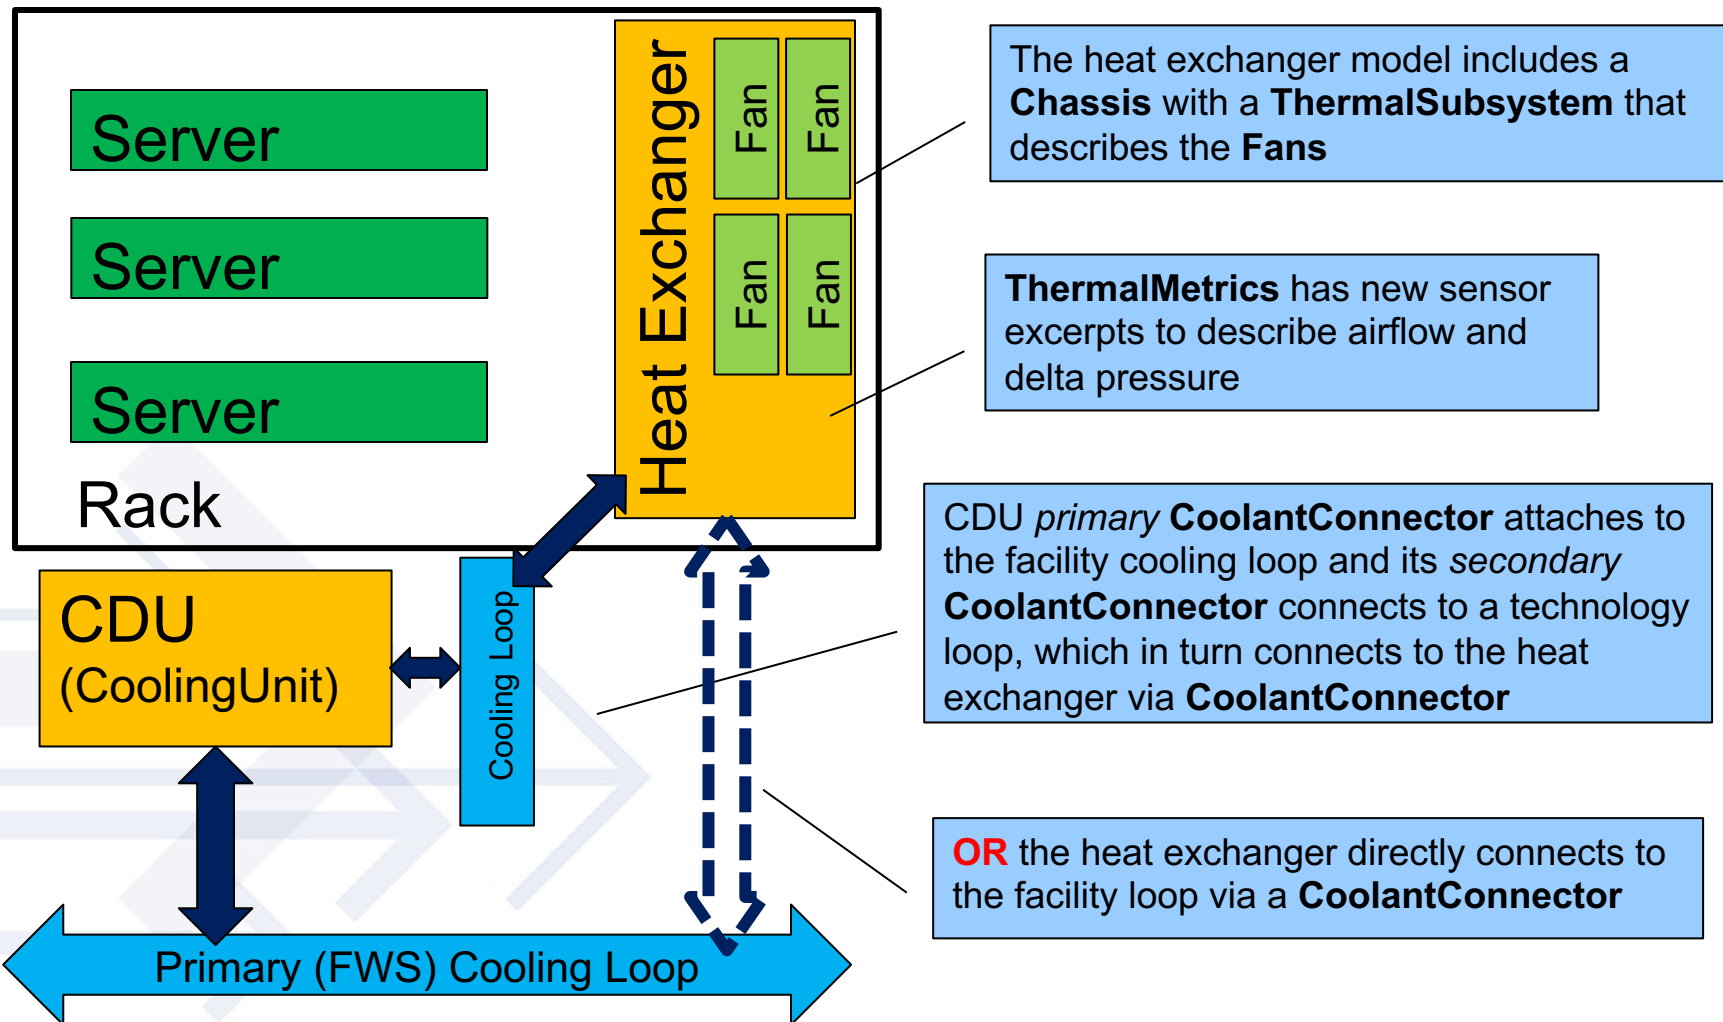 Server
Server
Server
Rack
Heat Exchanger
Fan
Fan
Fan
Fan
CDU
(CoolingUnit)
Cooling Loop
Primary (FWS) Cooling Loop
The heat exchanger model includes a
Chassis with a ThermalSubsystem that
describes the Fans
ThermalMetrics has new sensor
excerpts to describe airflow and
delta pressure
CDU primary CoolantConnector attaches to
the facility cooling loop and its secondary
CoolantConnector connects to a technology
loop, which in turn connects to the heat
exchanger via CoolantConnector
OR the heat exchanger directly connects to
the facility loop via a CoolantConnector